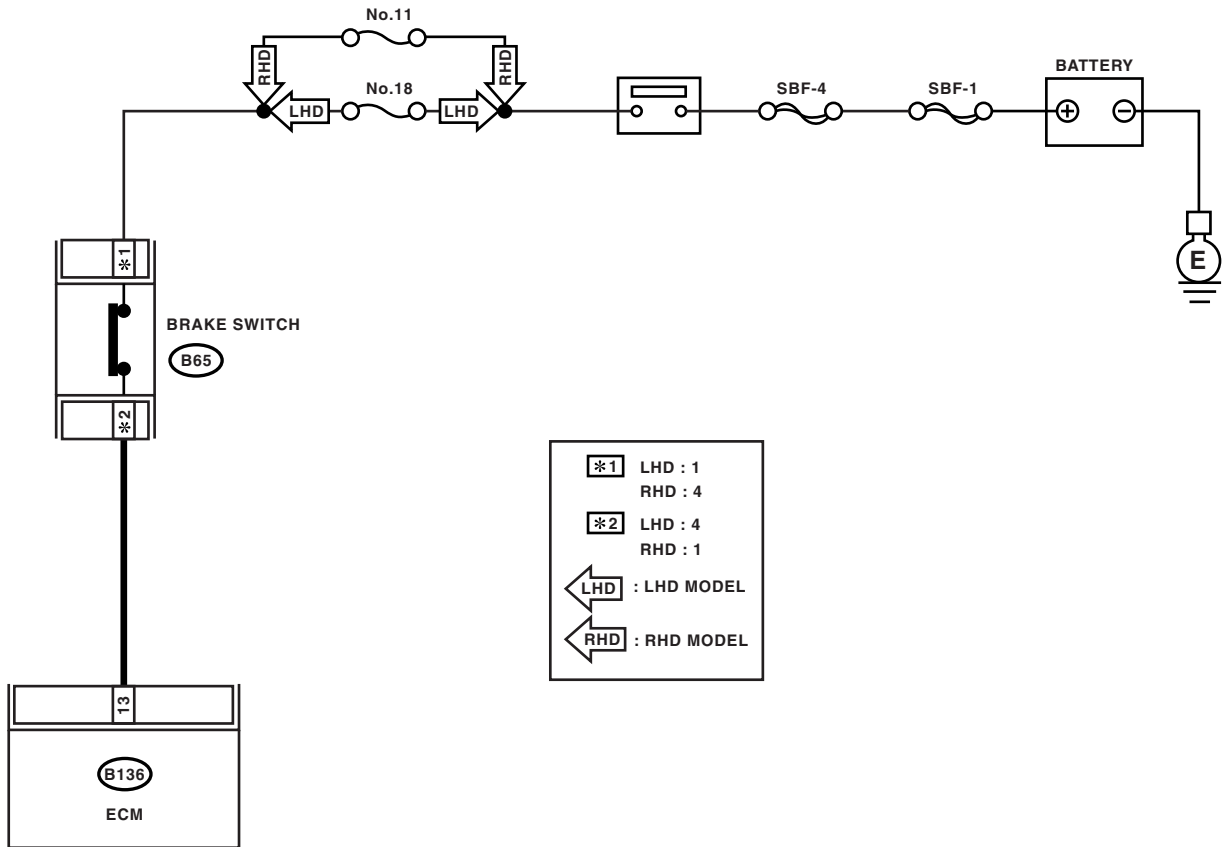 No.11
RHD
RHD
LHD
No.18
LHD
SBF-4
SBF-1
BATTERY
+
−
E
*1
BRAKE SWITCH
B65
*2
*1 LHD : 1
RHD : 4
*2 LHD : 4
RHD : 1
LHD : LHD MODEL
RHD : RHD MODEL
13
B136
ECM